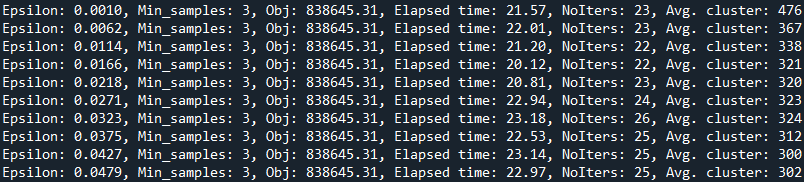 Epsilon: 0.0010, Min_samples: 3, Obj: 838645.31, Elapsed time: 21.57, NoIters: 23, Avg. cluster: 476
Epsilon: 0.0062, Min_samples: 3, Obj: 838645.31, Elapsed time: 22.01, NoIters: 23, Avg. cluster: 367
Epsilon: 0.0114, Min_samples: 3, Obj: 838645.31, Elapsed time: 21.20, NoIters: 22, Avg. cluster: 338
Epsilon: 0.0166, Min_samples: 3, Obj: 838645.31, Elapsed time: 20.12, NoIters: 22, Avg. cluster: 321
Epsilon: 0.0218, Min_samples: 3, Obj: 838645.31, Elapsed time: 20.81, NoIters: 23, Avg. cluster: 320
Epsilon: 0.0271, Min_samples: 3, Obj: 838645.31, Elapsed time: 22.94, NoIters: 24, Avg. cluster: 323
Epsilon: 0.0323, Min_samples: 3, Obj: 838645.31, Elapsed time: 23.18, NoIters: 26, Avg. cluster: 324
Epsilon: 0.0375, Min_samples: 3, Obj: 838645.31, Elapsed time: 22.53, NoIters: 25, Avg. cluster: 312
Epsilon: 0.0427, Min_samples: 3, Obj: 838645.31, Elapsed time: 23.14, NoIters: 25, Avg. cluster: 300
Epsilon: 0.0479, Min_samples: 3, Obj: 838645.31, Elapsed time: 22.97, NoIters: 25, Avg. cluster: 302